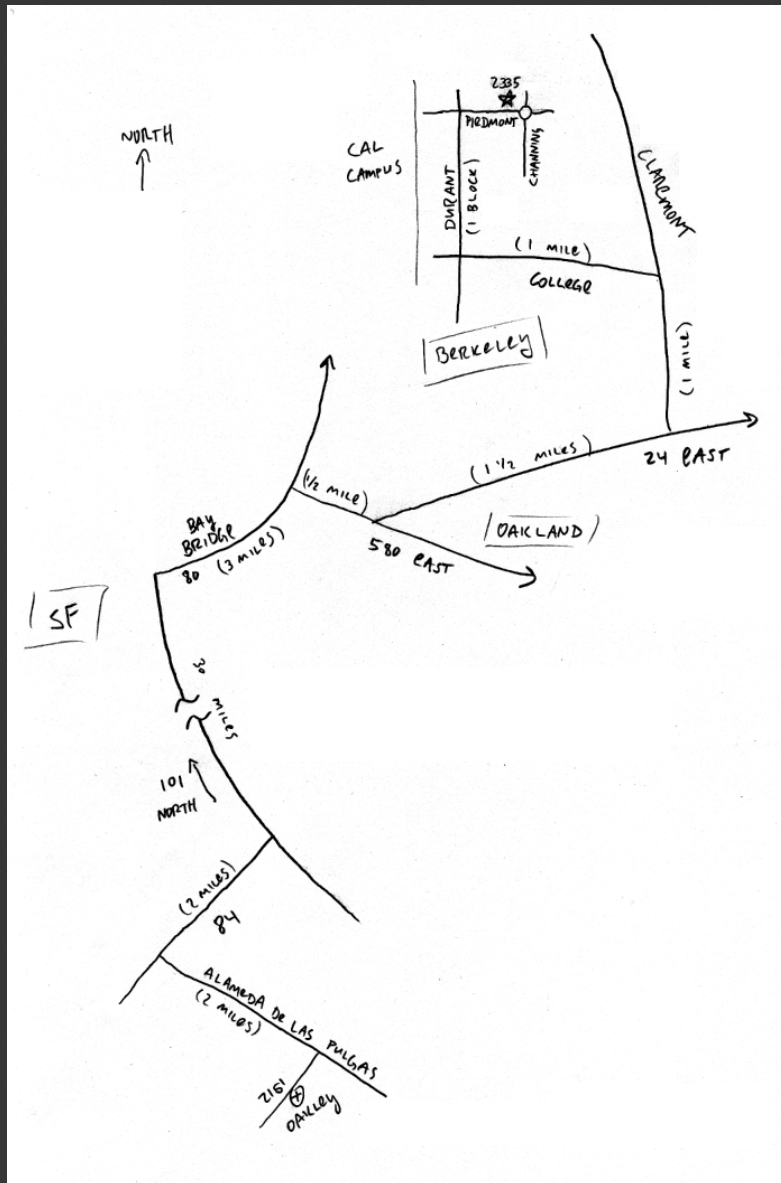 2335
PIEDMONT
CHANNING
NORTH
CAL
CAMPUS
DURANT
(1 BLOCK)
CLAREMONT
(1 MILE)
COLLEGE
BERKELEY
(1 MILE)
(1 1/2 MILES)
24 EAST
(1/2 MILE)
OAKLAND
580 EAST
BAY
BRIDGE
80 (3 MILES)
SF
30
MILES
101
NORTH
(2 MILES)
84
ALAMEDA DE LAS PULGAS
(2 MILES)
2161
OAKLEY